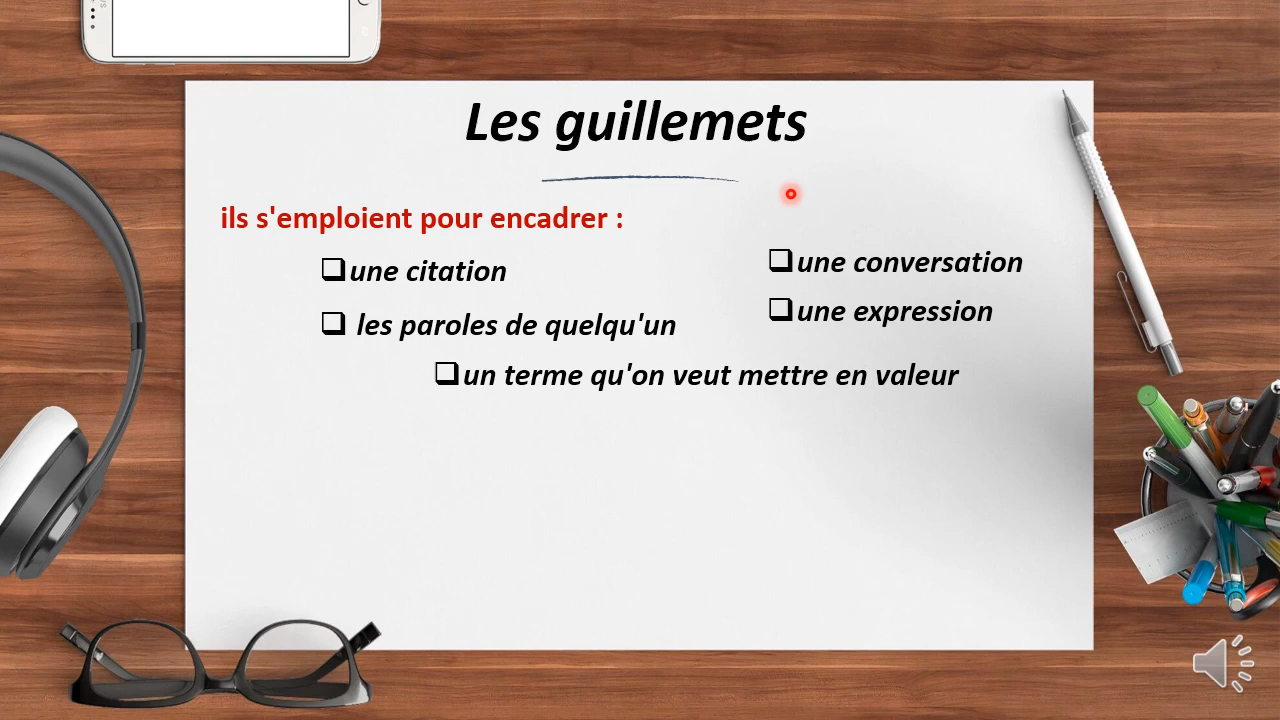 Les guillemets
ils s'emploient pour encadrer :
une citation
une conversation
les paroles de quelqu'un
une expression
un terme qu'on veut mettre en valeur